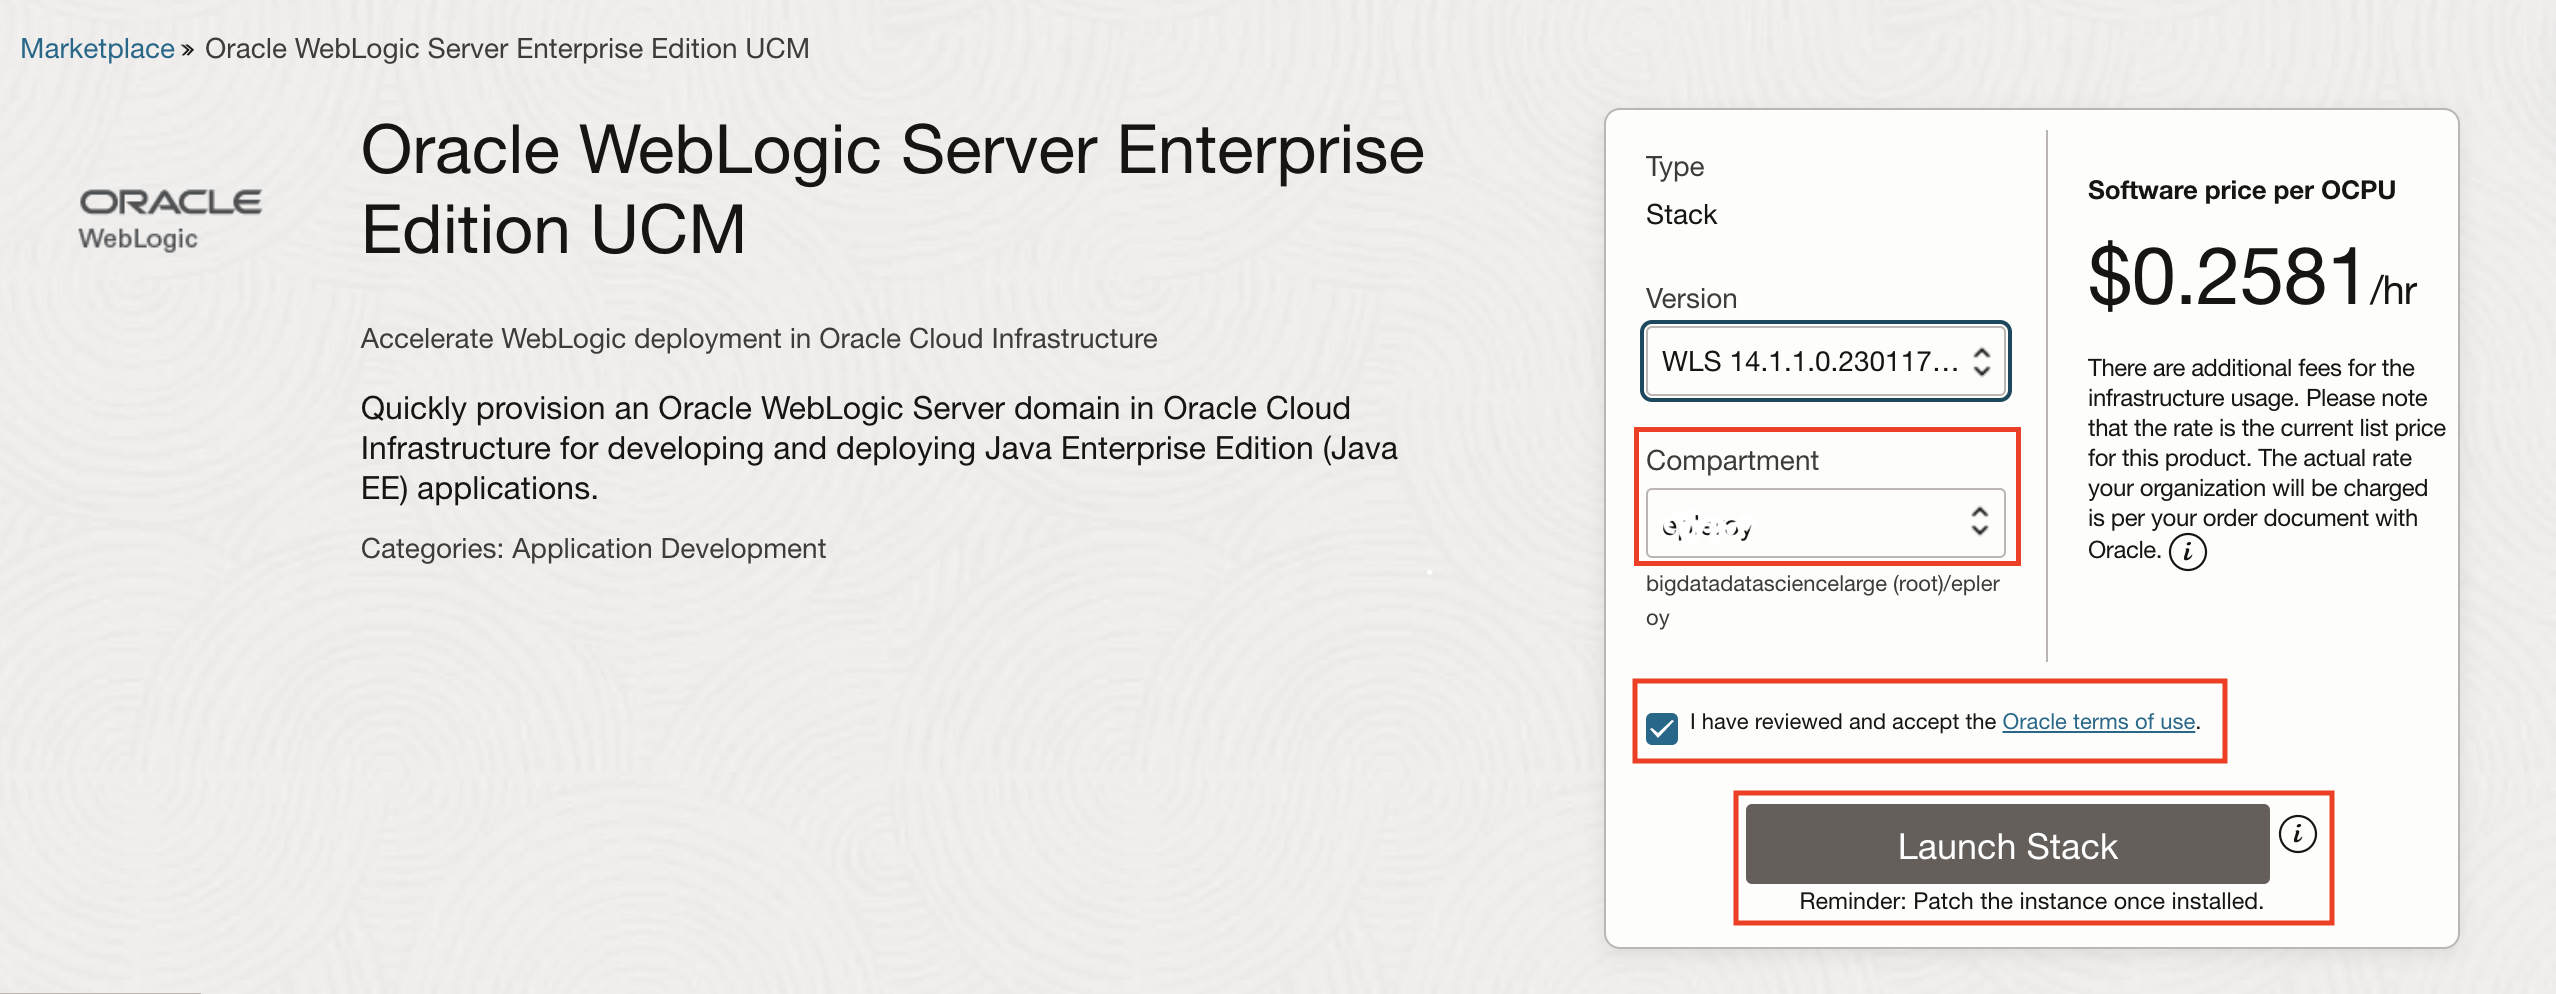 Marketplace » Oracle WebLogic Server Enterprise Edition UCM
ORACLE
WebLogic
Oracle WebLogic Server Enterprise
Edition UCM
Accelerate WebLogic deployment in Oracle Cloud Infrastructure
Quickly provision an Oracle WebLogic Server domain in Oracle Cloud
Infrastructure for developing and deploying Java Enterprise Edition (Java
EE) applications.
Categories: Application Development
Type
Stack
Version
WLS 14.1.1.0.230117...
Compartment
bigdatadatasciencelarge (root)/epler
oy
Software price per OCPU
$0.2581/hr
There are additional fees for the
infrastructure usage. Please note
that the rate is the current list price
for this product. The actual rate
your organization will be charged
is per your order document with
Oracle. i
I have reviewed and accept the Oracle terms of use.
Launch Stack i
Reminder: Patch the instance once installed.